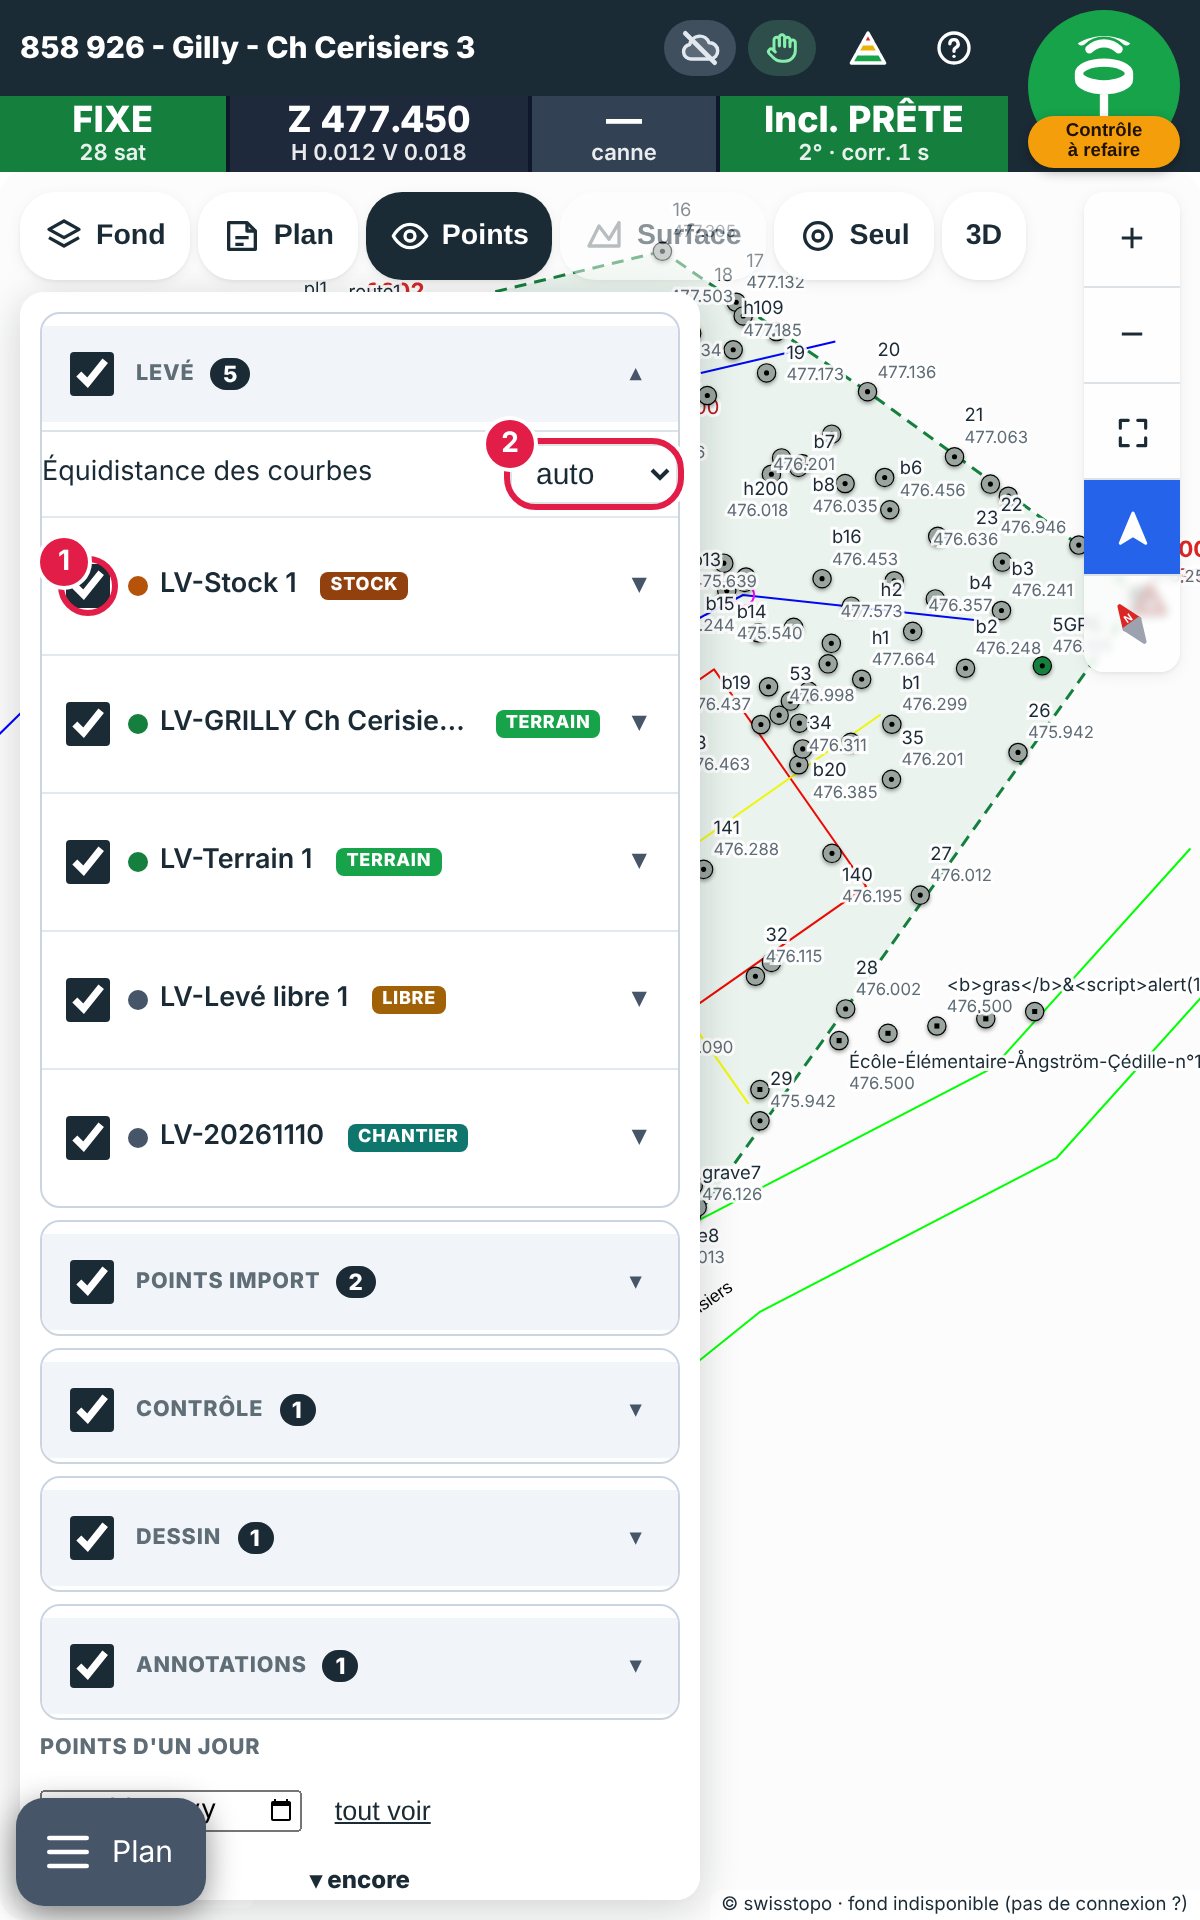 858 926 - Gilly - Ch Cerisiers 3
FIXE
28 sat
Z 477.450
H 0.012 V 0.018
—
canne
Incl. PRÊTE
2° · corr. 1 s
Contrôle
à refaire
Fond
Plan
Points
Surface
Seul
3D
16
17
477.132
18
477.503
h109
477.185
19
477.173
20
477.136
21
477.063
b7
476.201
h200
476.018
b8
476.035
b6
476.456
22
476.946
23
476.636
b16
476.453
b3
476.241
b4
476.357
h2
477.573
b15
b14
475.540
b2
476.248
h1
477.664
b19
53
476.998
b1
476.299
34
476.311
35
476.201
26
475.942
b20
476.385
141
476.288
140
476.195
27
476.012
32
476.115
28
476.002
<b>gras</b>&<script>alert(1
476.500
École-Élémentaire-Ångström-Çédille-n°1
476.500
29
475.942
grave7
476.126
LEVÉ 5
Équidistance des courbes
2
auto
1
LV-Stock 1 STOCK
LV-GRILLY Ch Cerisie... TERRAIN
LV-Terrain 1 TERRAIN
LV-Levé libre 1 LIBRE
LV-20261110 CHANTIER
POINTS IMPORT 2
CONTRÔLE 1
DESSIN 1
ANNOTATIONS 1
POINTS D'UN JOUR
tout voir
Plan
▾ encore
© swisstopo · fond indisponible (pas de connexion ?)